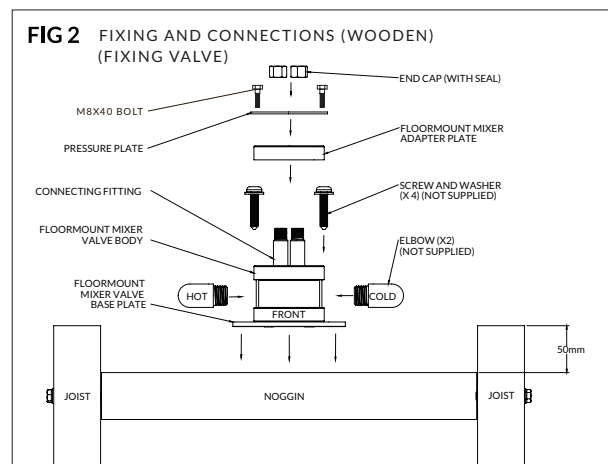 FIG 2 FIXING AND CONNECTIONS (WOODEN)
(FIXING VALVE)
END CAP (WITH SEAL)
M8X40 BOLT
FLOORMOUNT MIXER
ADAPTER PLATE
PRESSURE PLATE
CONNECTING FITTING
SCREW AND WASHER
(X 4) (NOT SUPPLIED)
FLOORMOUNT MIXER
VALVE BODY
ELBOW (X2)
(NOT SUPPLIED)
FLOORMOUNT
MIXER VALVE
BASE PLATE
HOT
COLD
FRONT
50mm
JOIST
NOGGIN
JOIST